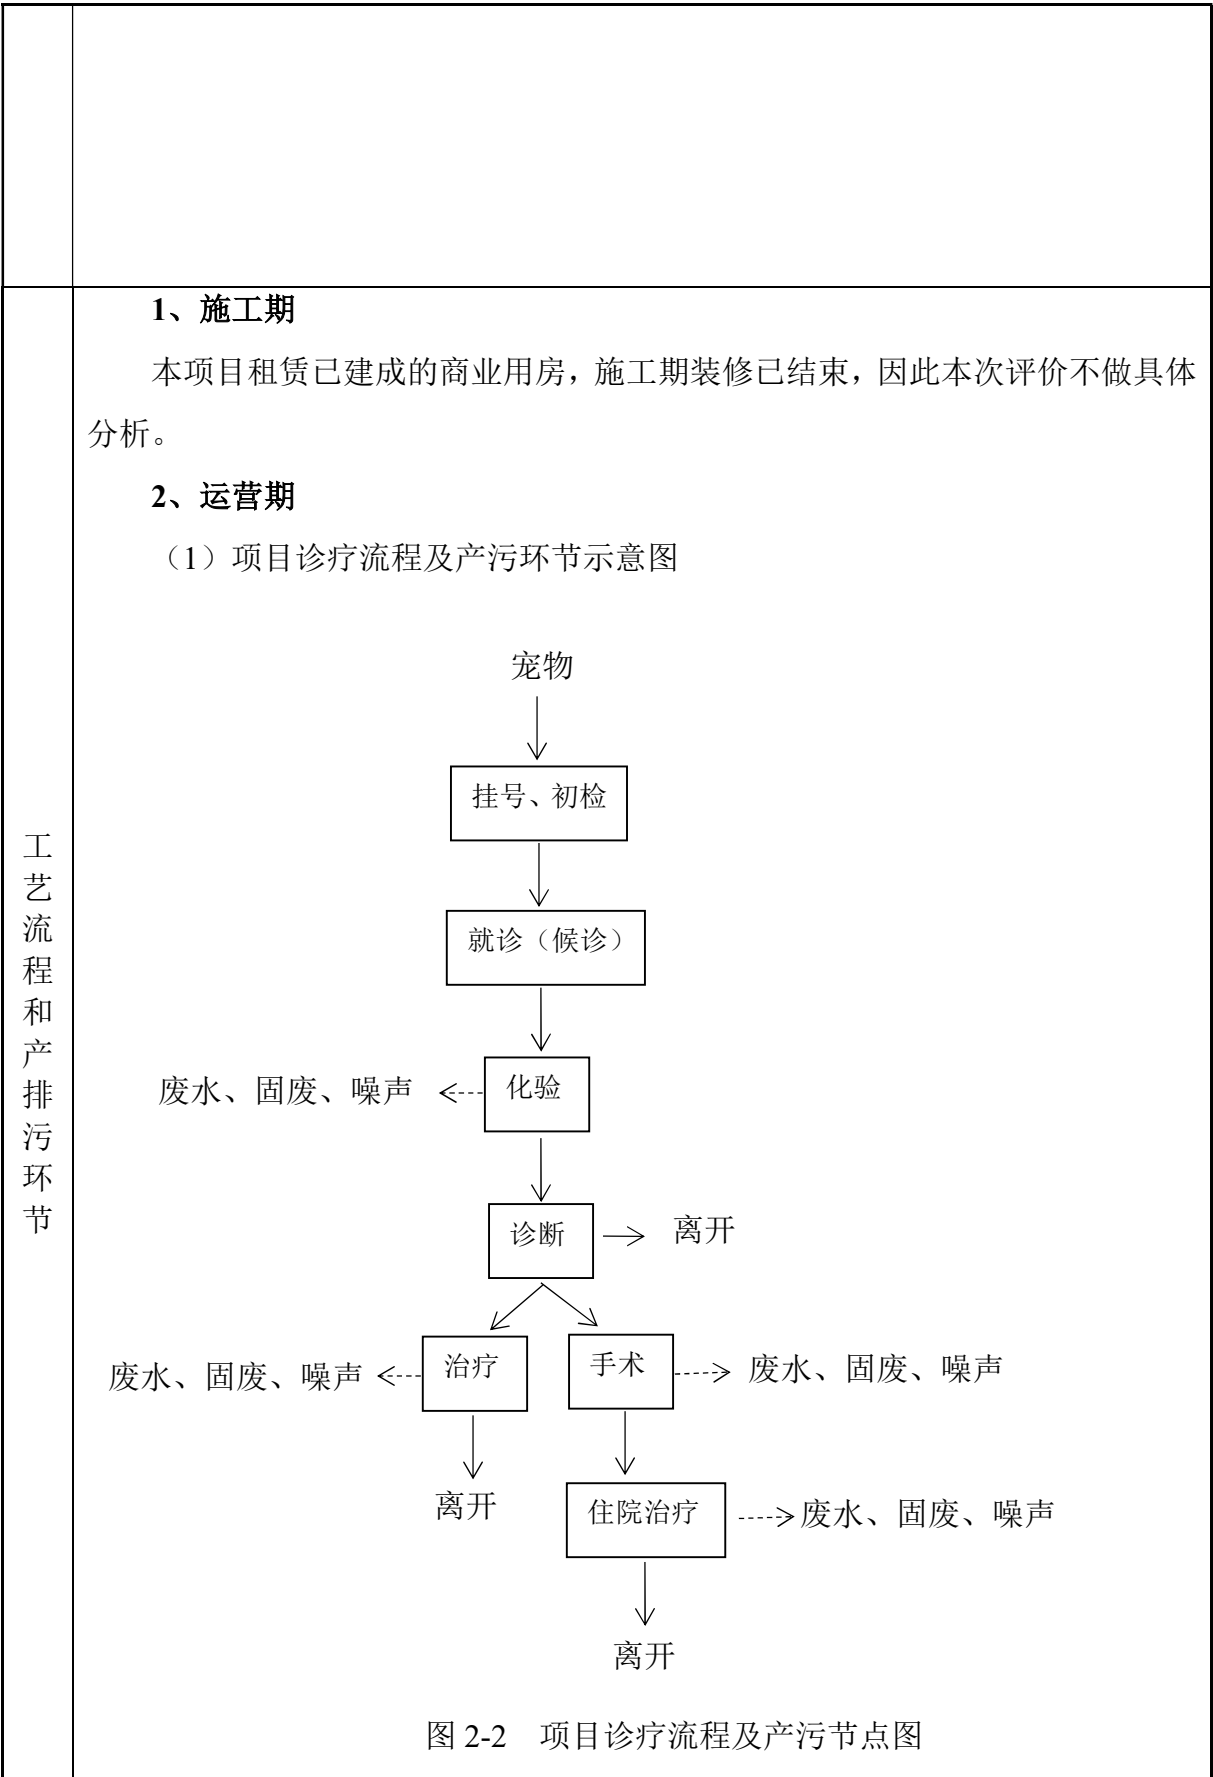 工艺流程和产排污环节
1、施工期
本项目租赁已建成的商业用房，施工期装修已结束，因此本次评价不做具体
分析。
2、运营期
（1）项目诊疗流程及产污环节示意图
宠物
挂号、初检
就诊（候诊）
废水、固废、噪声
化验
诊断
离开
废水、固废、噪声
治疗
手术
废水、固废、噪声
离开
住院治疗
废水、固废、噪声
离开
图 2-2 项目诊疗流程及产污节点图